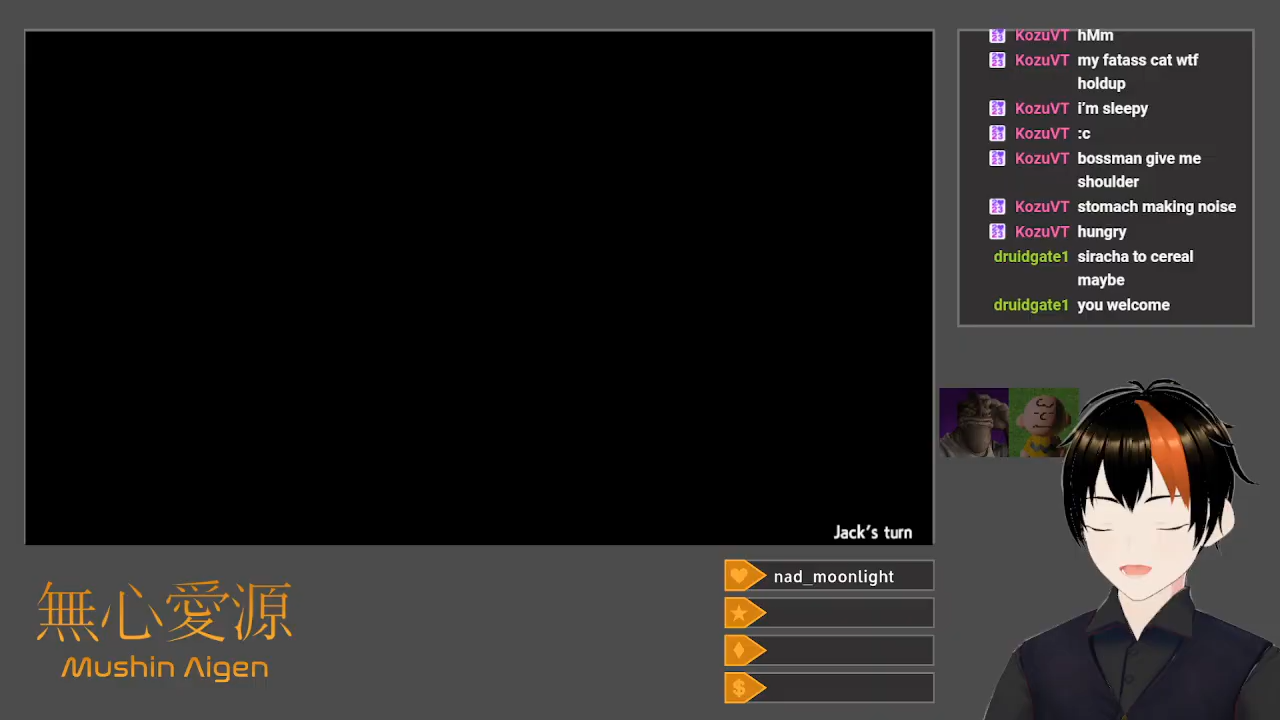 KozuVT hMm
KozuVT my fatass cat wtf
holdup
KozuVT i'm sleepy
KozuVT :c
KozuVT bossman give me
shoulder
KozuVT stomach making noise
KozuVT hungry
druidgate1 siracha to cereal
maybe
druidgate1 you welcome
Jack's turn
無心愛源
Mushin Aigen
nad_moonlight